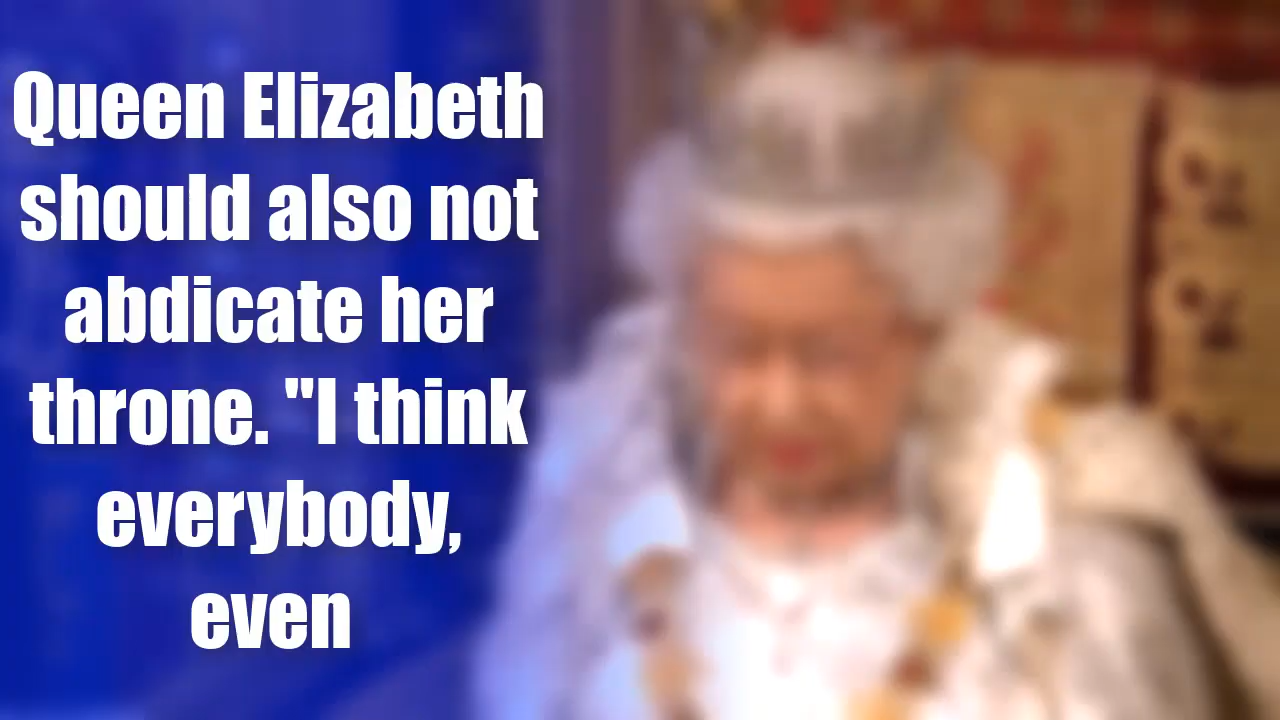 Queen Elizabeth
should also not
abdicate her
throne. "I think
everybody,
even